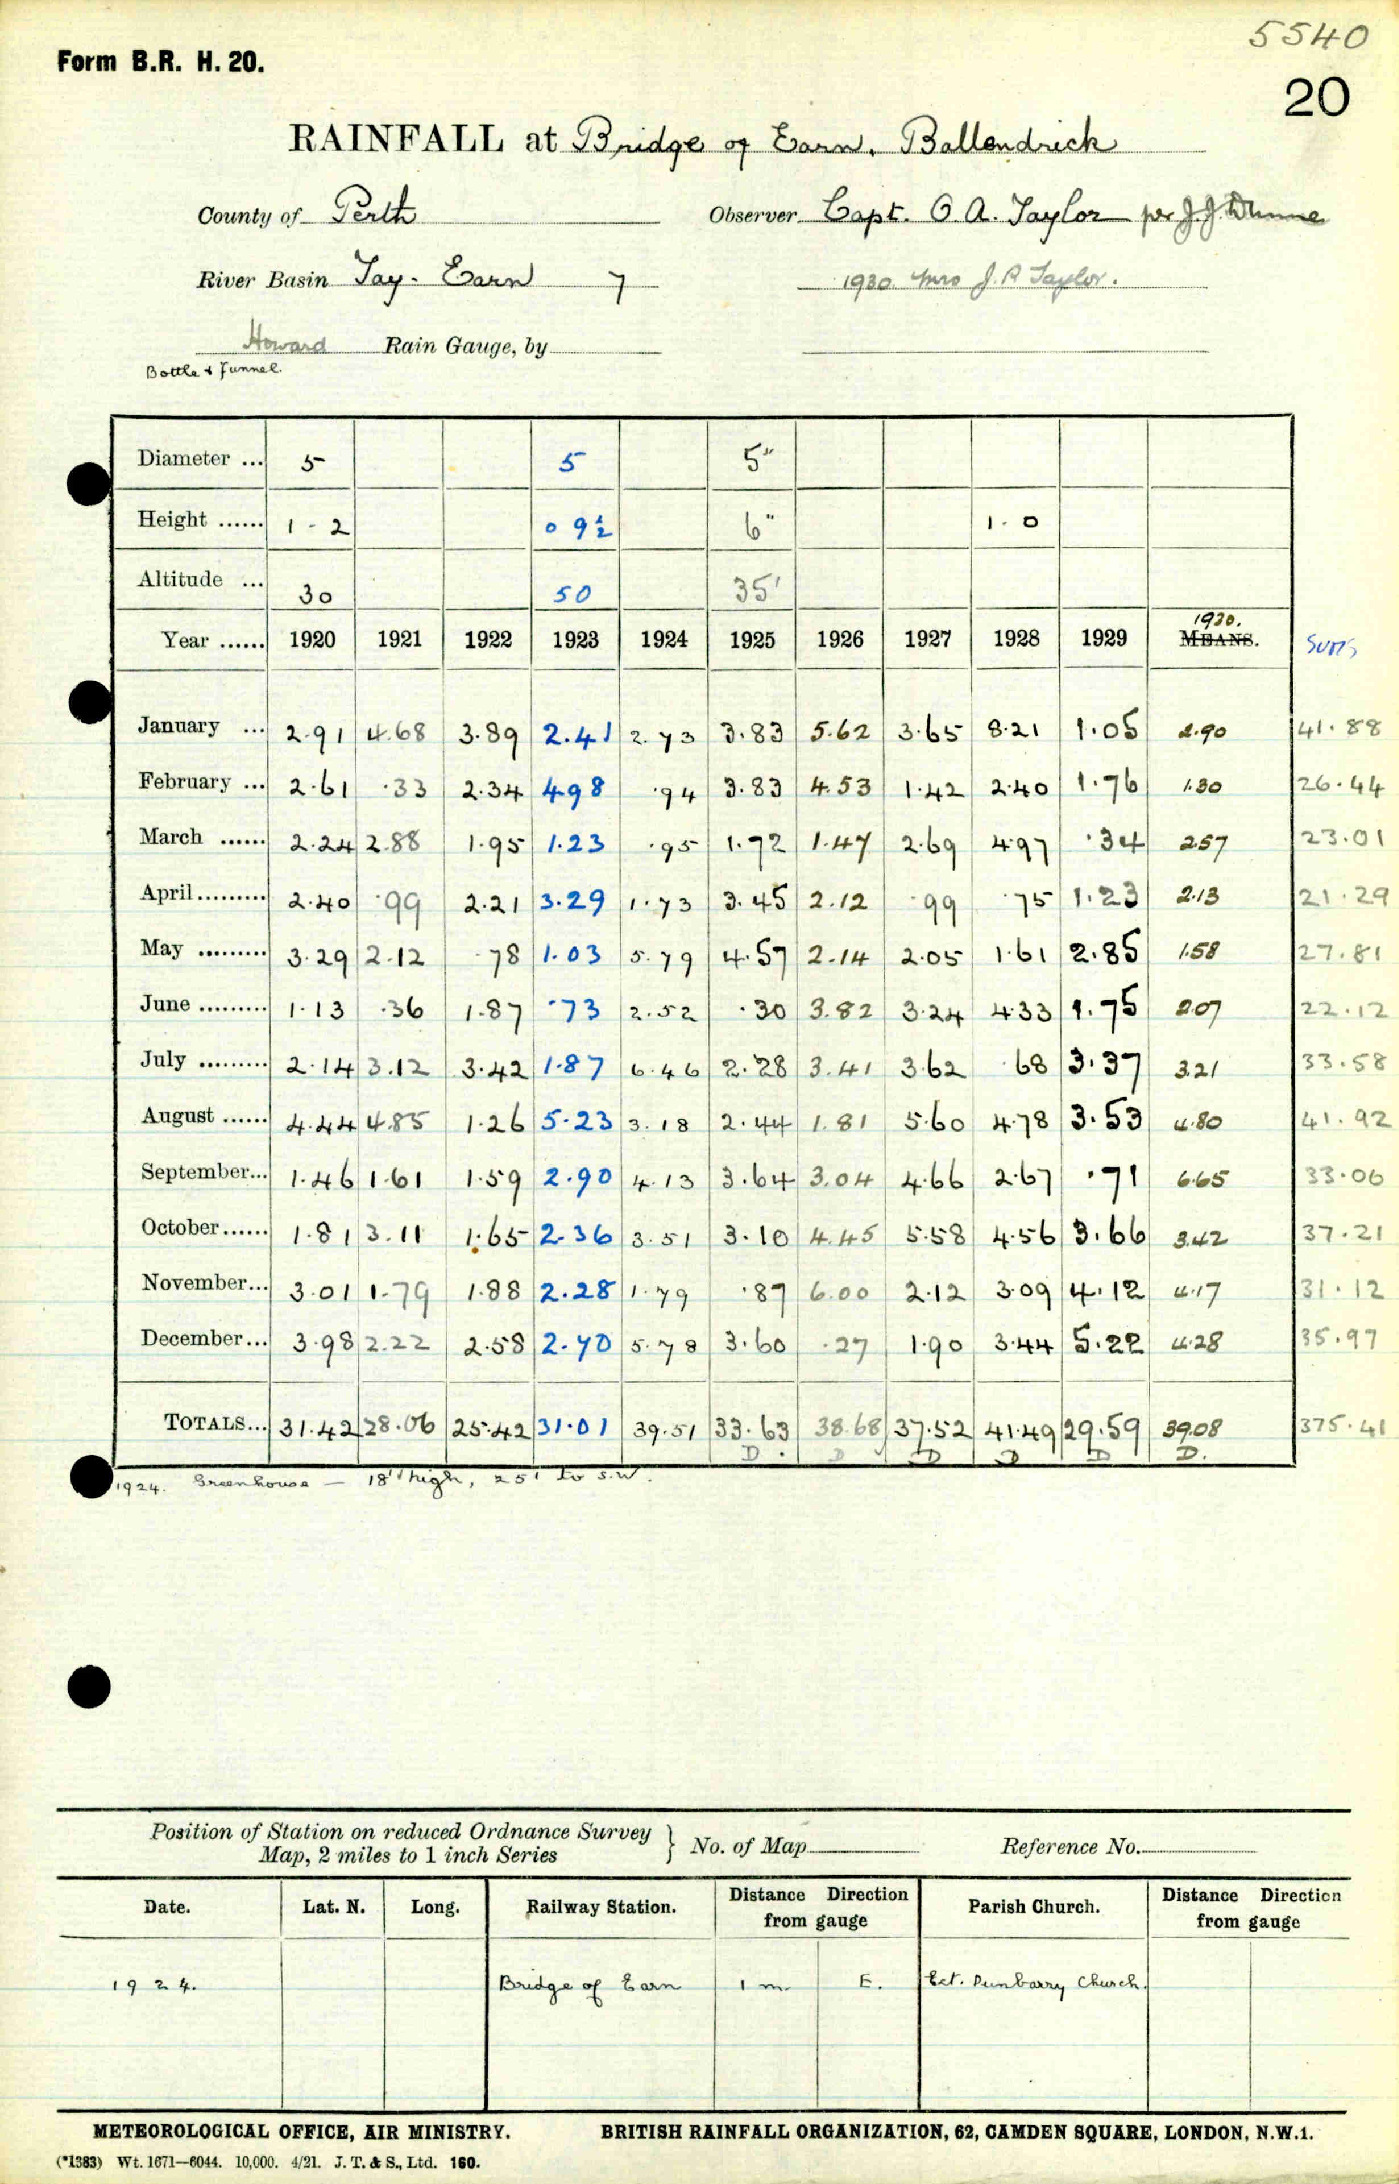 5540
Form B.R. H. 20.
20
RAINFALL at Bridge of Earn, Ballendrick
County of Perth Observer Capt. O A. Taylor per J.J. Dunne
River Basin Tay - Earn 7 1930 Mrs J. R Taylor.
Howard Rain Gauge, by
Bottle & Funnel.
Diameter ... 5 5 5"
Height ...... 1 - 2 0 9½ 6" 1 - 0
Altitude ... 30 50 35'
1930.
Year ...... 1920 1921 1922 1923 1924 1925 1926 1927 1928 1929 MEANS. Sums
January ... 2.91 4.68 3.89 2.41 2.73 3.83 5.62 3.65 8.21 1.05 2.90 41.88
February ... 2.61 .33 2.34 4.98 .94 3.83 4.53 1.42 2.40 1.76 1.30 26.44
March ...... 2.24 2.88 1.95 1.23 .95 1.72 1.47 2.69 4.97 .34 2.57 23.01
April......... 2.40 .99 2.21 3.29 1.73 3.45 2.12 .99 .75 1.23 2.13 21.29
May ......... 3.29 2.12 .78 1.03 5.79 4.57 2.14 2.05 1.61 2.85 1.58 27.81
June ......... 1.13 .36 1.87 .73 2.52 .30 3.82 3.24 4.33 1.75 2.07 22.12
July ......... 2.14 3.12 3.42 1.87 6.46 2.28 3.41 3.62 .68 3.37 3.21 33.58
August ...... 4.44 4.85 1.26 5.23 3.18 2.44 1.81 5.60 4.78 3.53 4.80 41.92
September... 1.46 1.61 1.59 2.90 4.13 3.64 3.04 4.66 2.67 .71 6.65 33.06
October...... 1.81 3.11 1.65 2.36 3.51 3.10 4.45 5.58 4.56 3.66 3.42 37.21
November... 3.01 1.79 1.88 2.28 1.79 .87 6.00 2.12 3.09 4.12 4.17 31.12
December... 3.98 2.22 2.58 2.70 5.78 3.60 .27 1.90 3.44 5.22 4.28 35.97
TOTALS... 31.42 28.06 25.42 31.01 39.51 33.63 38.68 37.52 41.49 29.59 39.08 375.41
D. D D D D D.
1924. Greenhouse — 18' high, 25' to S.W.
Position of Station on reduced Ordnance Survey
Map, 2 miles to 1 inch Series } No. of Map Reference No.
Date. Lat. N. Long. Railway Station. Distance Direction from gauge Parish Church. Distance Direction from gauge
1924. Bridge of Earn 1 m. E. Ect. Dunbarry Church.
METEOROLOGICAL OFFICE, AIR MINISTRY. BRITISH RAINFALL ORGANIZATION, 62, CAMDEN SQUARE, LONDON, N.W.1.
(*1383) Wt. 1671—6044. 10,000. 4/21. J. T. & S., Ltd. 160.